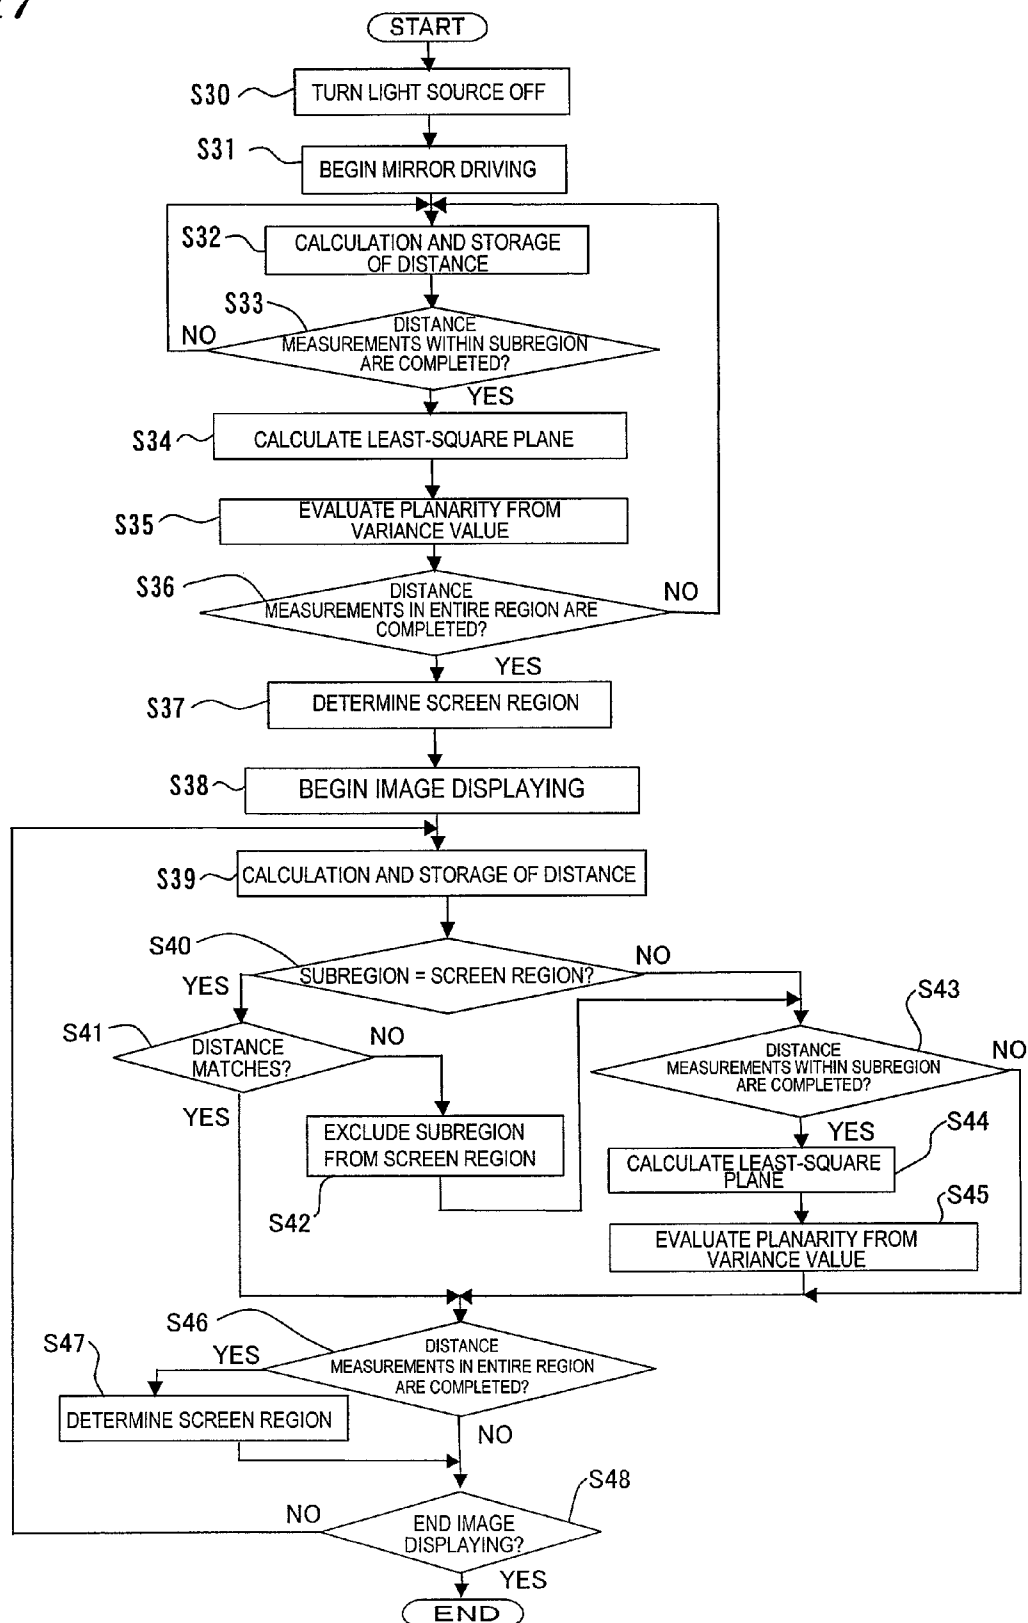 START
S30
TURN LIGHT SOURCE OFF
S31
BEGIN MIRROR DRIVING
S32
CALCULATION AND STORAGE
OF DISTANCE
S33
NO
DISTANCE
MEASUREMENTS WITHIN SUBREGION
ARE COMPLETED?
YES
S34
CALCULATE LEAST-SQUARE PLANE
S35
EVALUATE PLANARITY FROM
VARIANCE VALUE
S36
DISTANCE
MEASUREMENTS IN ENTIRE REGION ARE
COMPLETED?
NO
YES
S37
DETERMINE SCREEN REGION
S38
BEGIN IMAGE DISPLAYING
S39
CALCULATION AND STORAGE OF DISTANCE
S40
SUBREGION = SCREEN REGION?
NO
YES
S41
DISTANCE
MATCHES?
NO
YES
EXCLUDE SUBREGION
FROM SCREEN REGION
S42
S43
DISTANCE
MEASUREMENTS WITHIN SUBREGION
ARE COMPLETED?
NO
YES
S44
CALCULATE LEAST-SQUARE
PLANE
S45
EVALUATE PLANARITY FROM
VARIANCE VALUE
S46
DISTANCE
MEASUREMENTS IN ENTIRE REGION
ARE COMPLETED?
YES
S47
DETERMINE SCREEN REGION
NO
S48
END IMAGE
DISPLAYING?
NO
YES
END